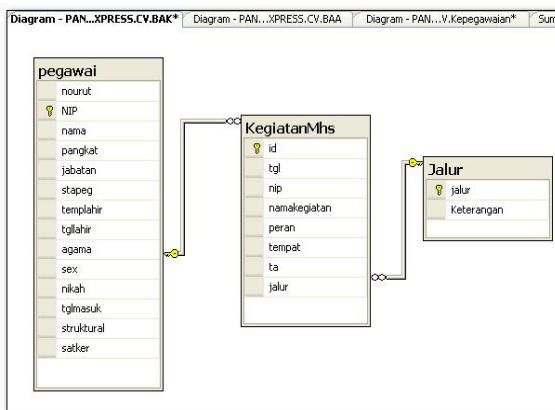 Diagram - PAN...XPRESS.CV.BAK*
Diagram - PAN...XPRESS.CV.BAA
Diagram - PAN...V.Kepegawaian*
Sum
pegawai
nourut
NIP
nama
pangkat
jabatan
stapeg
templahir
tgllahir
agama
sex
nikah
tglmasuk
struktural
satker
KegiatanMhs
id
tgl
nip
namakegiatan
peran
tempat
ta
jalur
Jalur
jalur
Keterangan